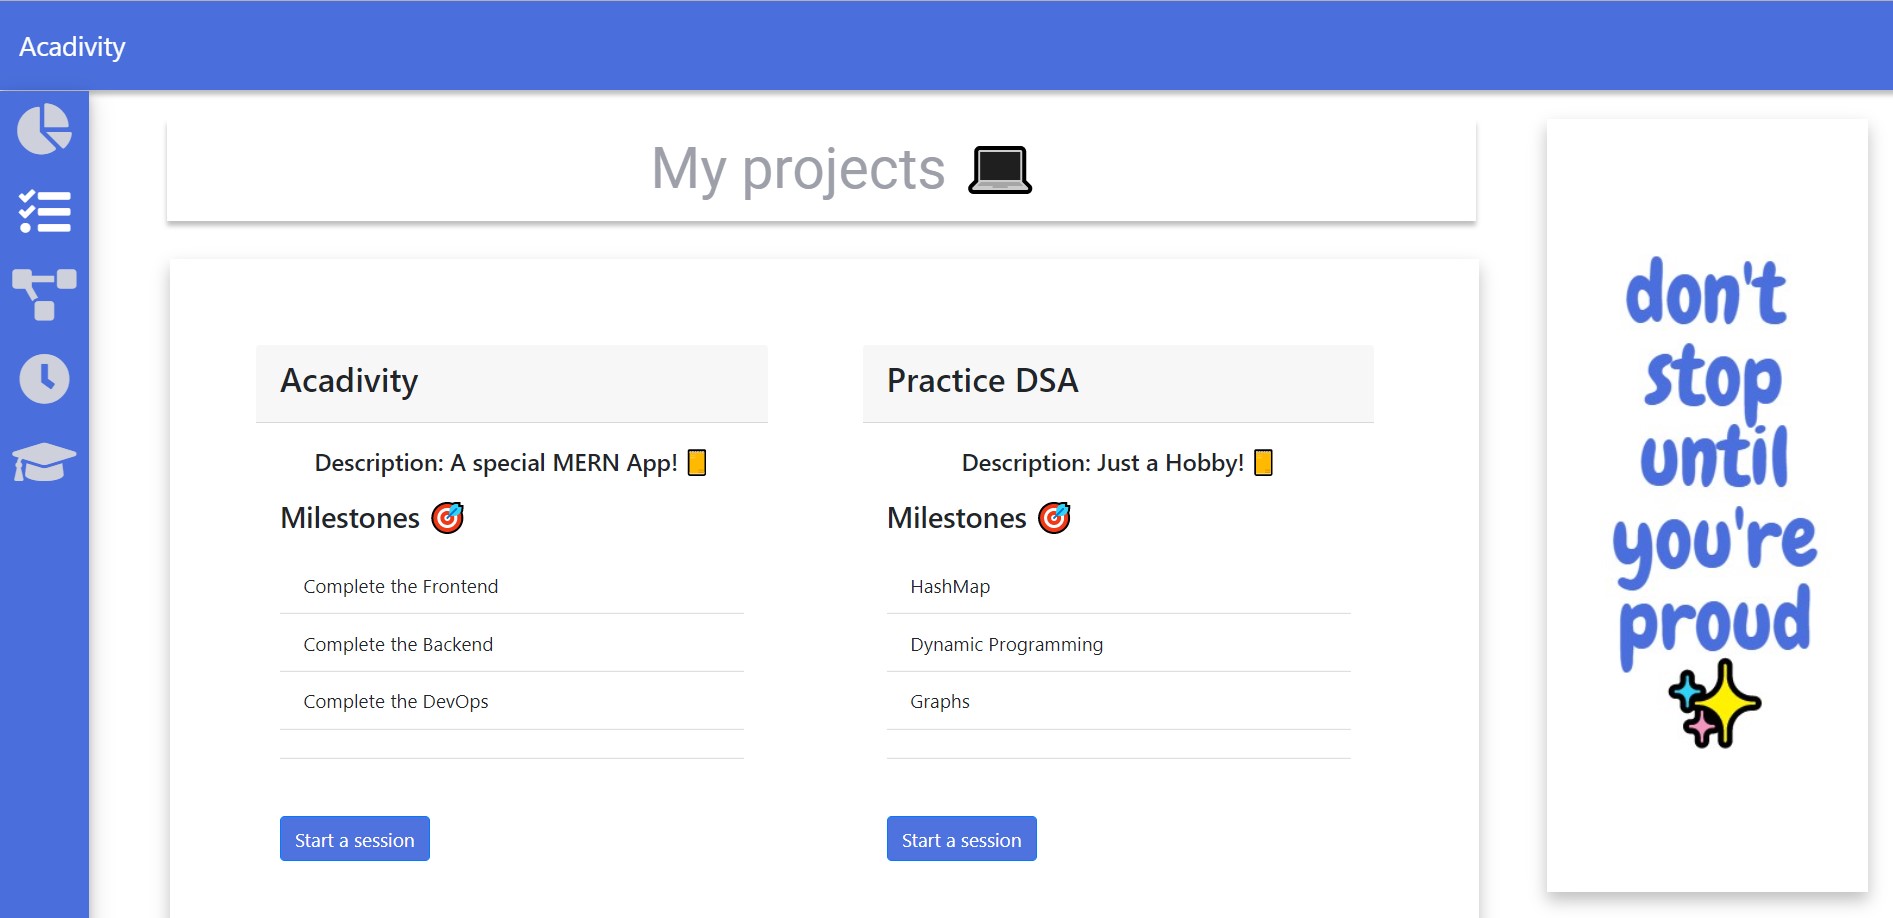 Acadivity
My projects 💻
Acadivity
Description: A special MERN App! 📒
Milestones 🎯
Complete the Frontend
Complete the Backend
Complete the DevOps
Start a session
Practice DSA
Description: Just a Hobby! 📒
Milestones 🎯
HashMap
Dynamic Programming
Graphs
Start a session
don't
stop
until
you're
proud
✨